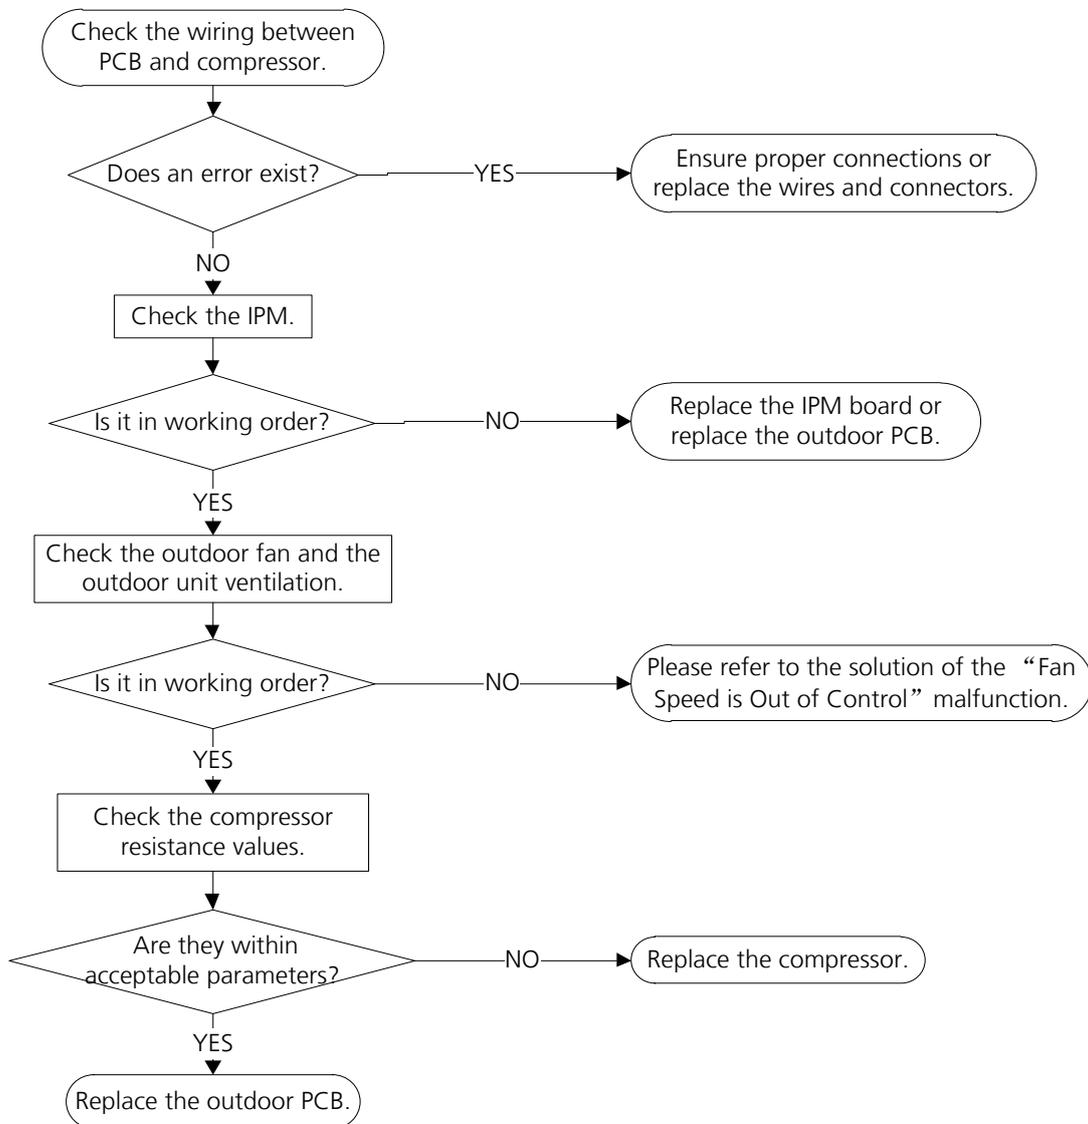 Check the wiring between
PCB and compressor.
Does an error exist?
YES
Ensure proper connections or
replace the wires and connectors.
NO
Check the IPM.
Is it in working order?
NO
Replace the IPM board or
replace the outdoor PCB.
YES
Check the outdoor fan and the
outdoor unit ventilation.
Is it in working order?
NO
Please refer to the solution of the “Fan
Speed is Out of Control” malfunction.
YES
Check the compressor
resistance values.
Are they within
acceptable parameters?
NO
Replace the compressor.
YES
Replace the outdoor PCB.